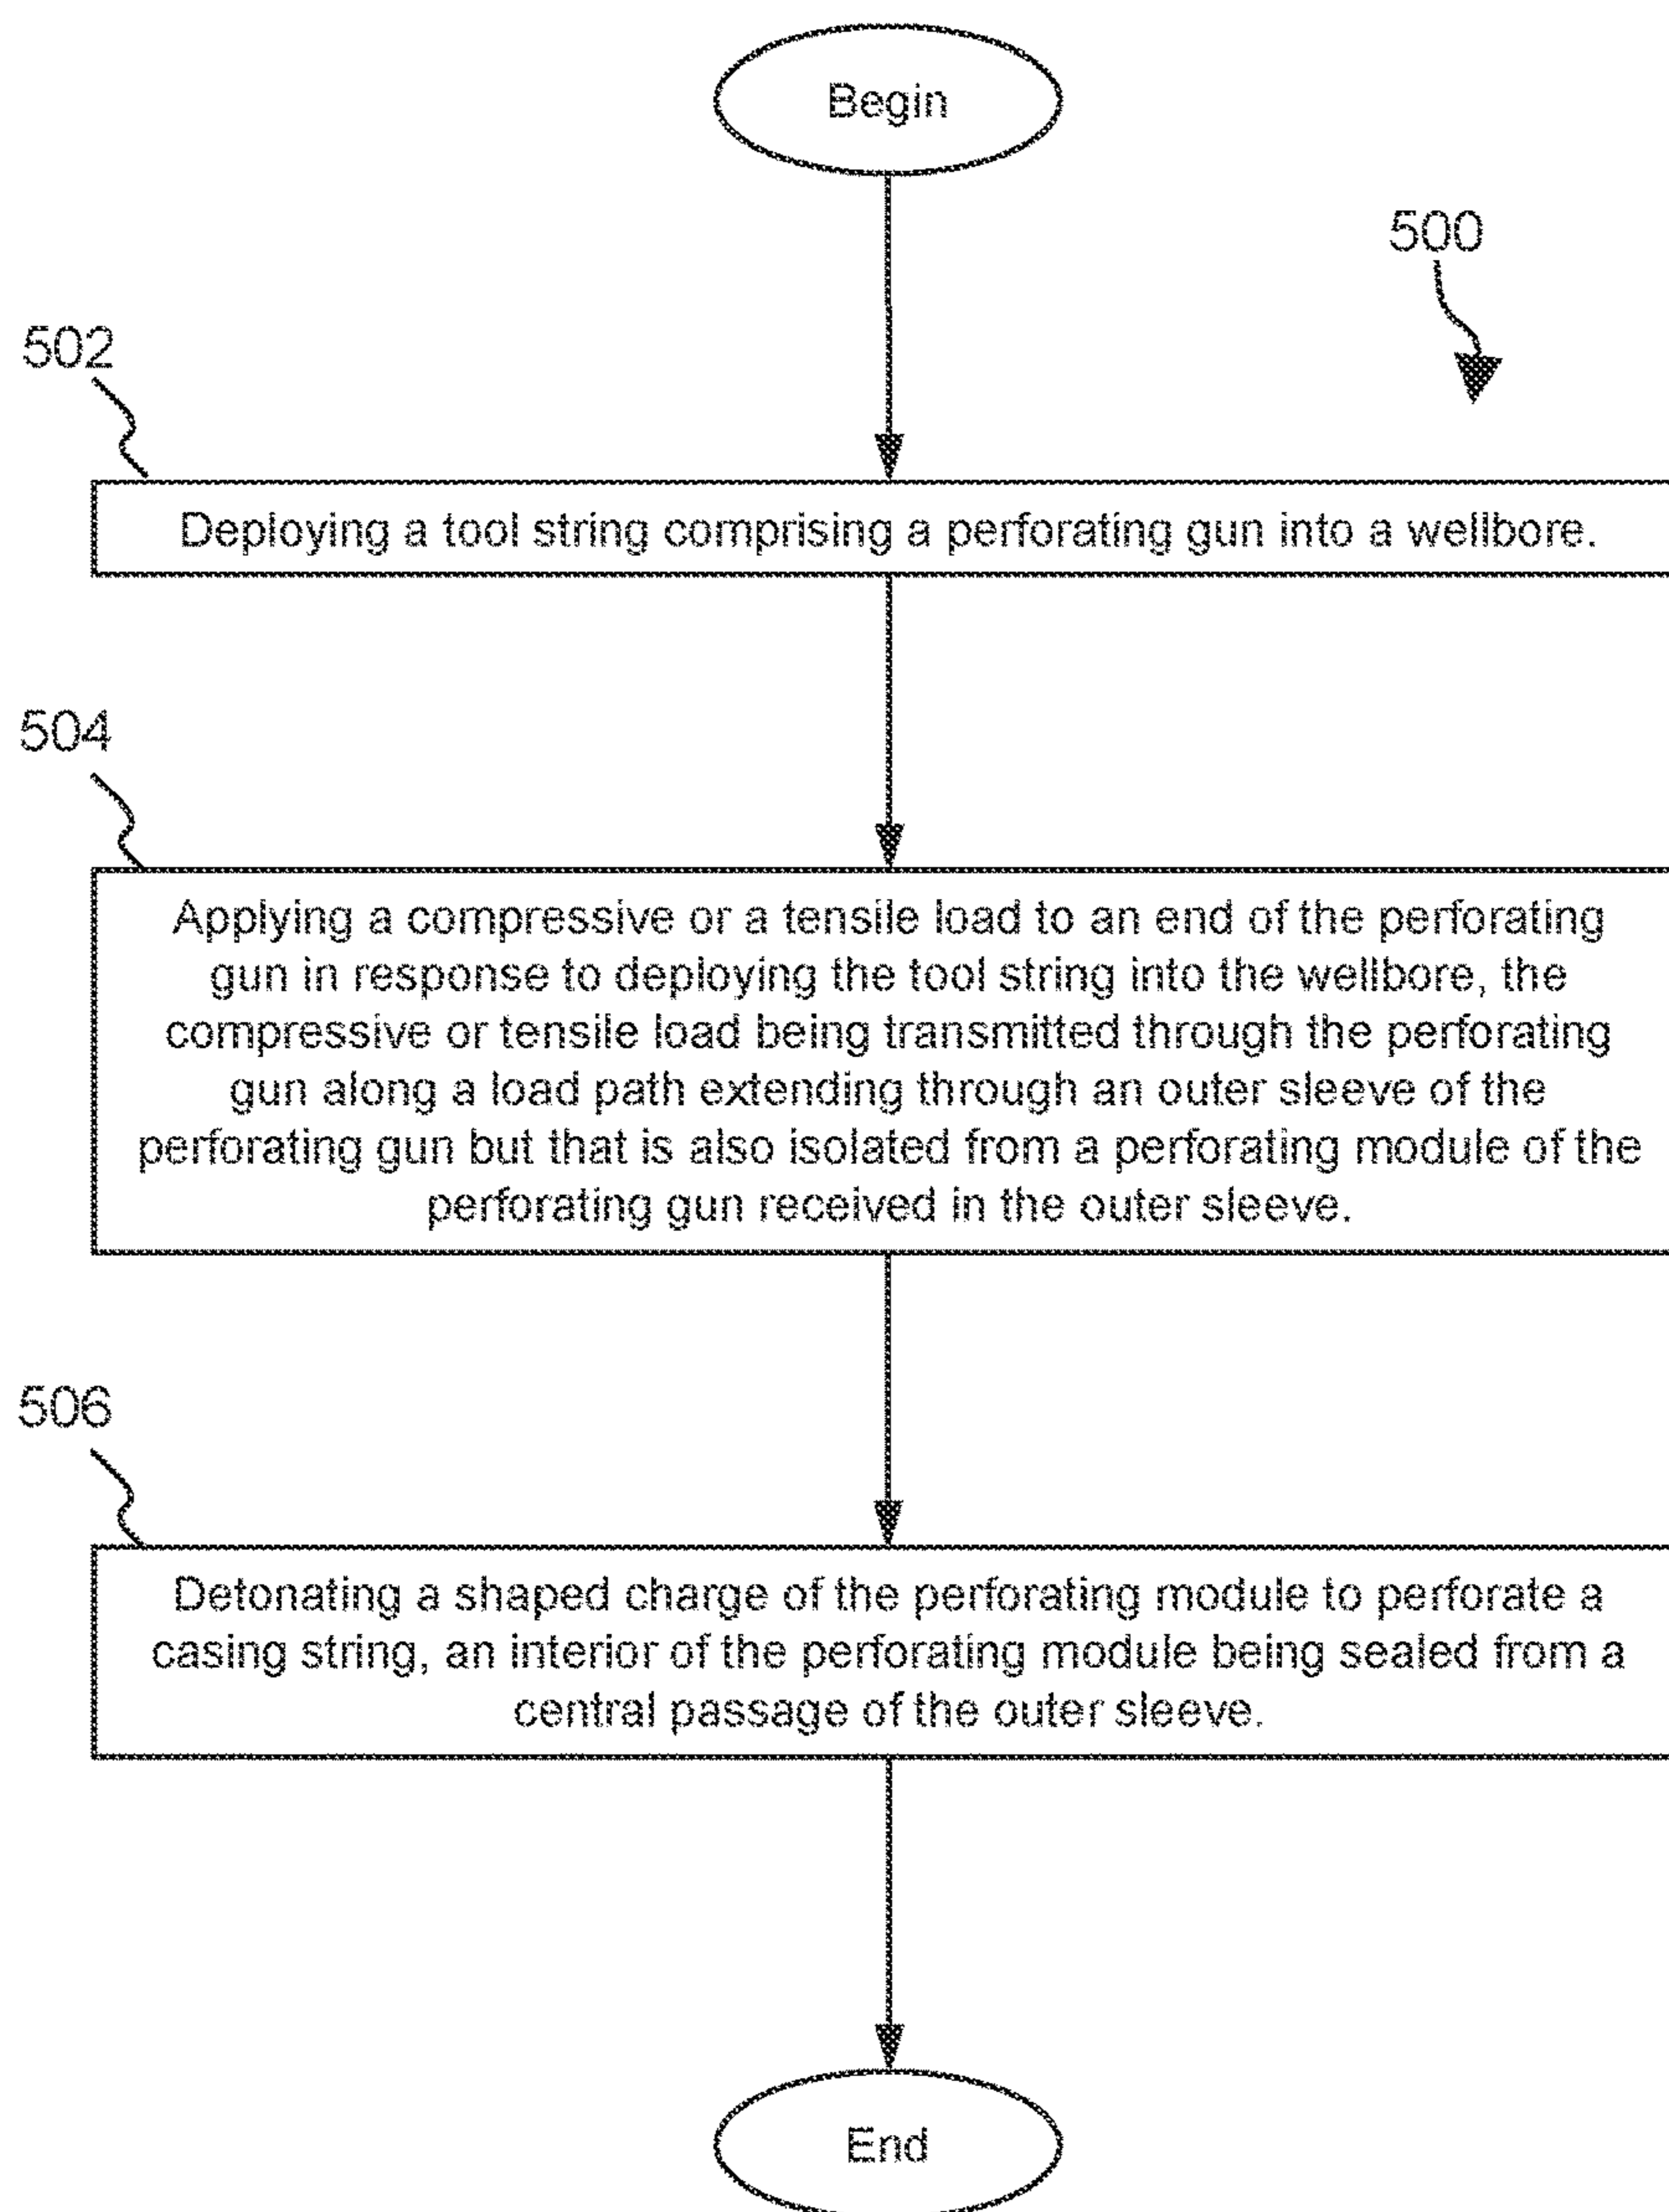 Begin
500
502
Deploying a tool string comprising a perforating gun into a wellbore.
504
Applying a compressive or a tensile load to an end of the perforating
gun in response to deploying the tool string into the wellbore, the
compressive or tensile load being transmitted through the perforating
gun along a load path extending through an outer sleeve of the
perforating gun but that is also isolated from a perforating module of the
perforating gun received in the outer sleeve.
506
Detonating a shaped charge of the perforating module to perforate a
casing string, an interior of the perforating module being sealed from a
central passage of the outer sleeve.
End